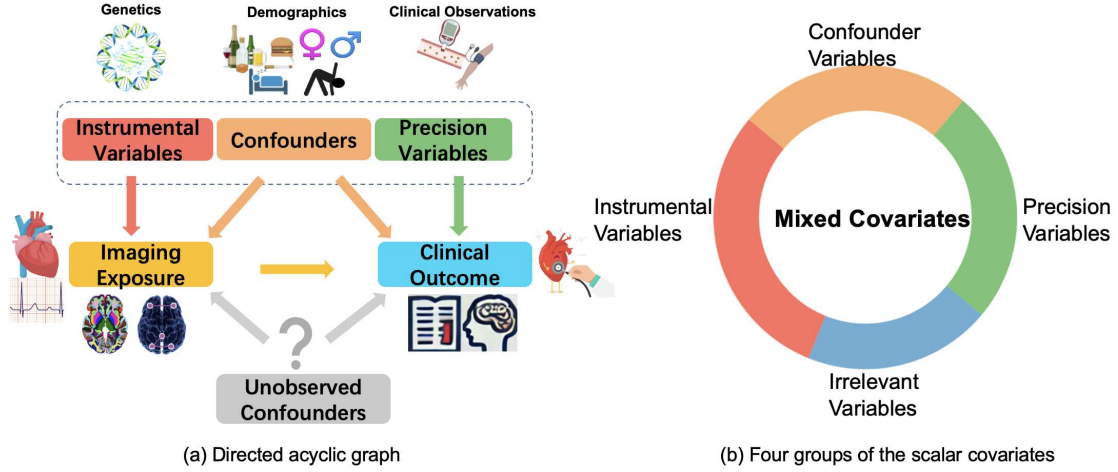 Genetics
Demographics
Clinical Observations
Instrumental
Variables
Confounders
Precision
Variables
Imaging
Exposure
Clinical
Outcome
?
Unobserved
Confounders
(a) Directed acyclic graph
Confounder
Variables
Instrumental
Variables
Mixed Covariates
Precision
Variables
Irrelevant
Variables
(b) Four groups of the scalar covariates